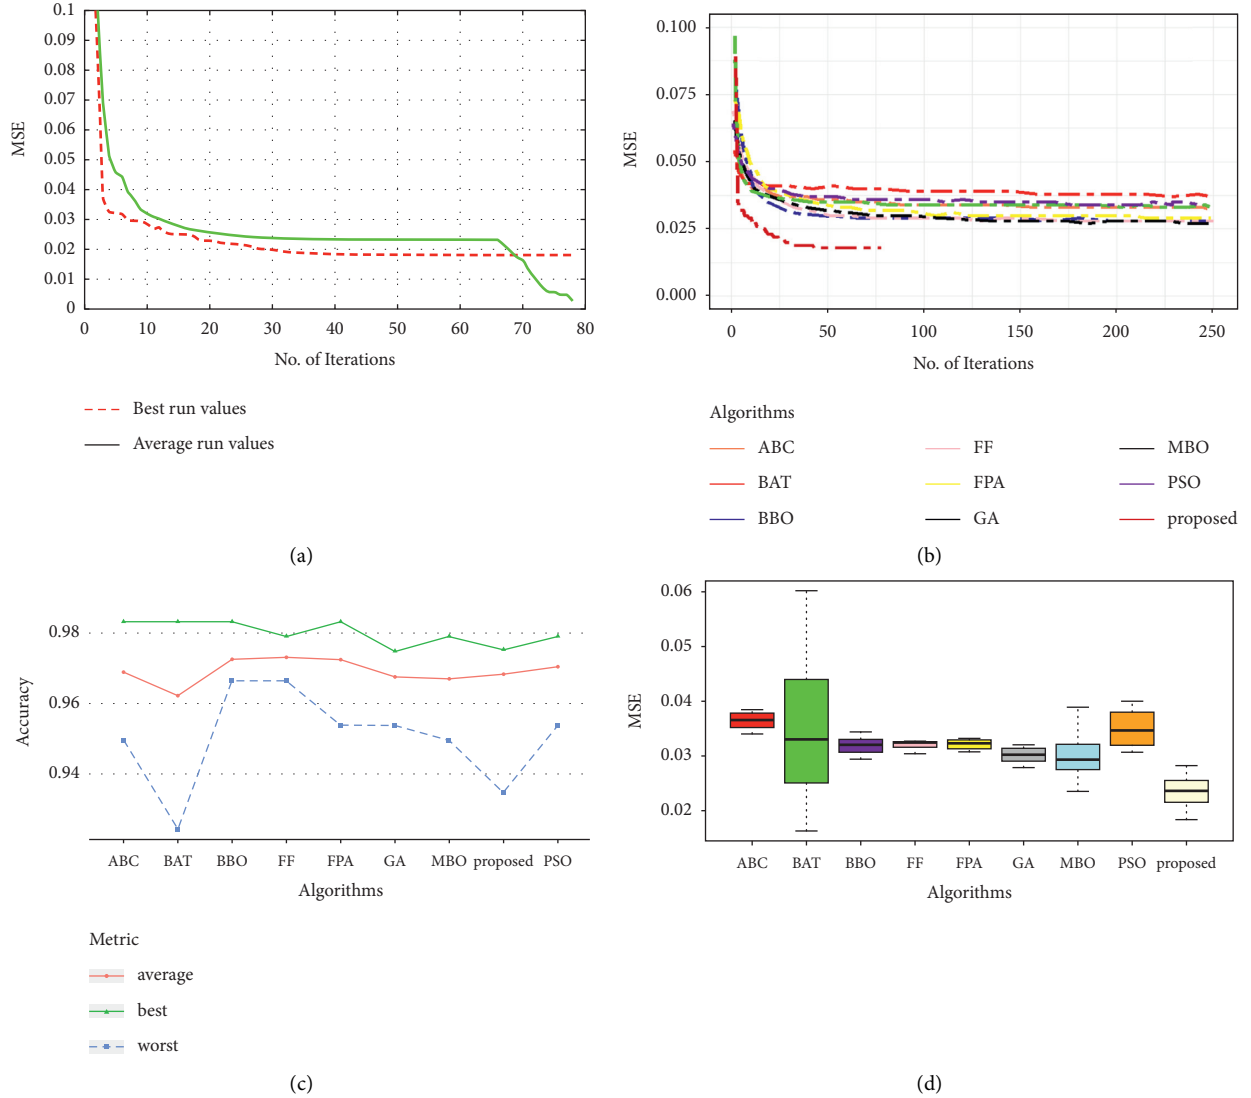 0.1
0.09
0.08
0.07
0.06
0.05
0.04
0.03
0.02
0.01
0
MSE
0 10 20 30 40 50 60 70 80
No. of Iterations
Best run values
Average run values
(a)
0.100
0.075
0.050
0.025
0.000
MSE
0 50 100 150 200 250
No. of Iterations
Algorithms
ABC FF MBO
BAT FPA PSO
BBO GA proposed
(b)
0.98
0.96
0.94
Accuracy
ABC BAT BBO FF FPA GA MBO proposed PSO
Algorithms
Metric
average
best
worst
(c)
0.06
0.05
0.04
0.03
0.02
MSE
ABC BAT BBO FF FPA GA MBO PSO proposed
Algorithms
(d)